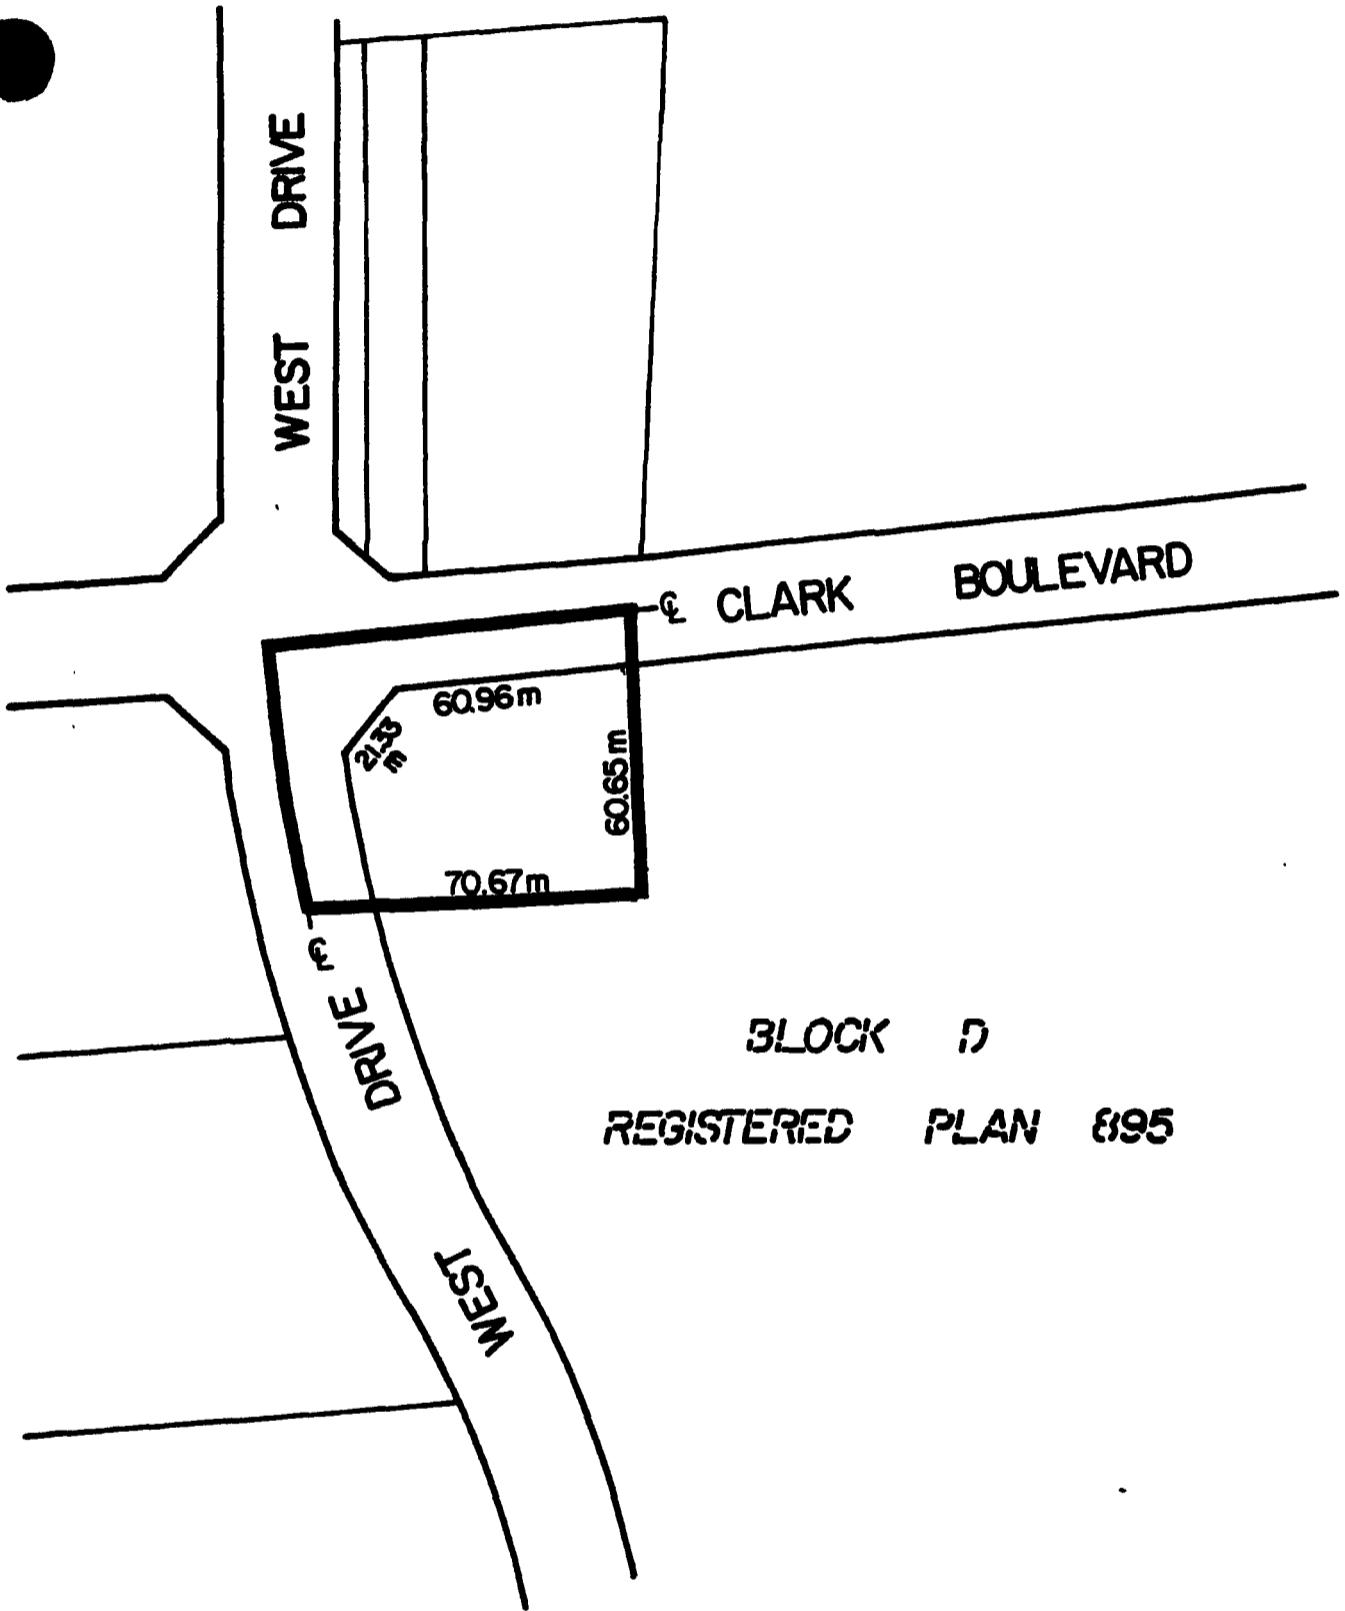 WEST DRIVE
℄ CLARK BOULEVARD
60.96m
21.33
m
60.65m
70.67m
℄
DRIVE
WEST
BLOCK D
REGISTERED PLAN 895